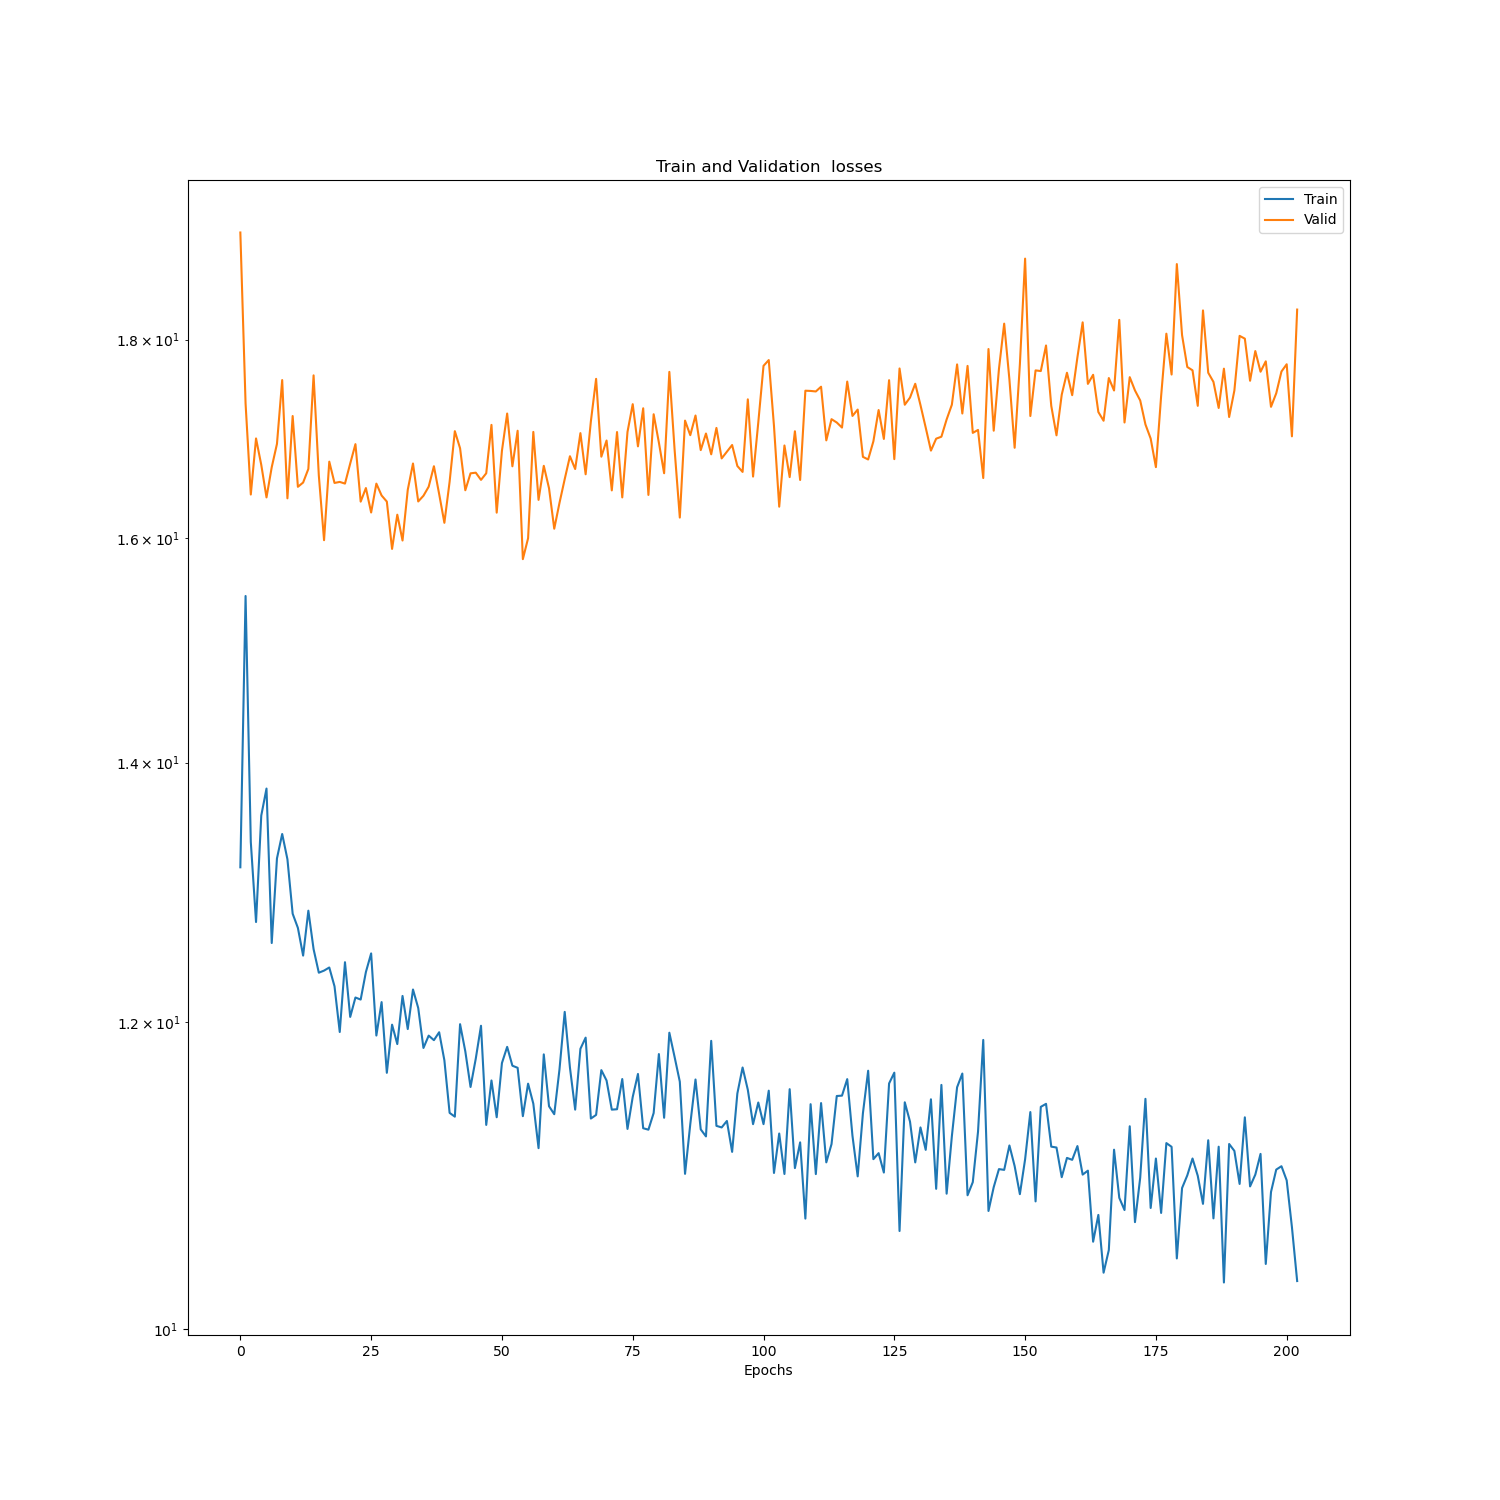 Train and Validation  losses
Train
Valid
1.8 × 10¹
1.6 × 10¹
1.4 × 10¹
1.2 × 10¹
10¹
0 25 50 75 100 125 150 175 200
Epochs